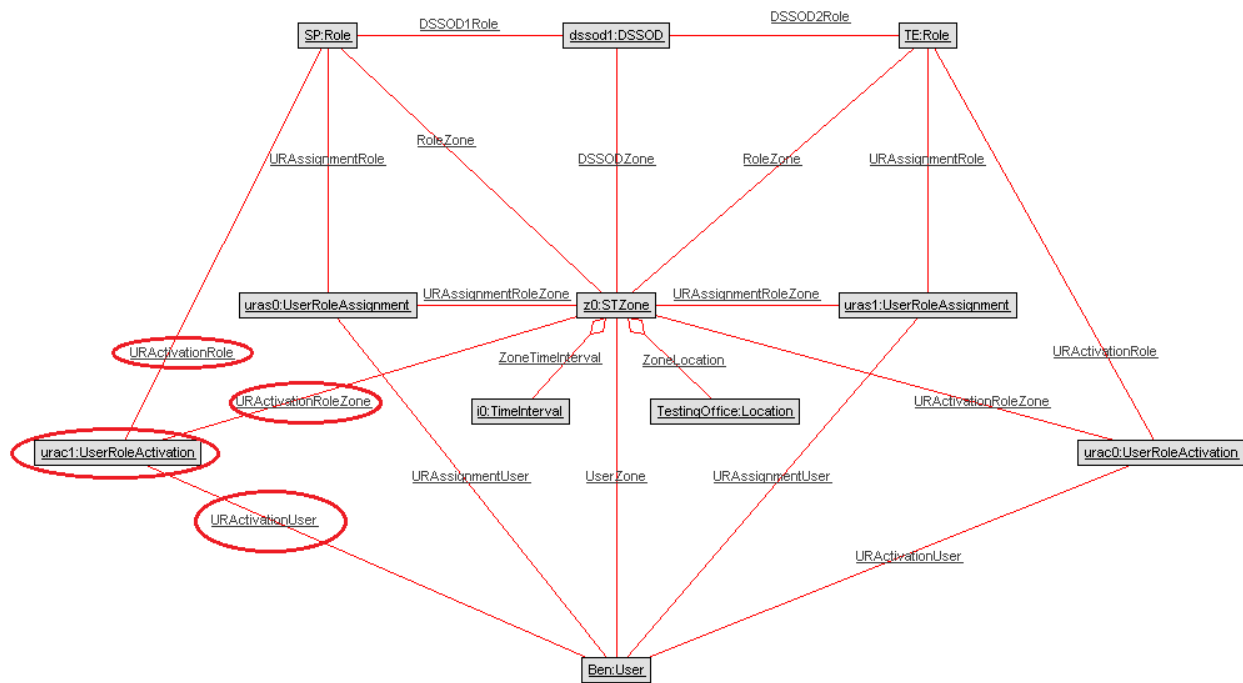 DSSOD1Role
DSSOD2Role
SP:Role
dssod1:DSSOD
TE:Role
RoleZone
RoleZone
URAssignmentRole
DSSODZone
URAssignmentRole
URAssignmentRoleZone
URAssignmentRoleZone
uras0:UserRoleAssignment
z0:STZone
uras1:UserRoleAssignment
URActivationRole
ZoneTimeInterval
ZoneLocation
URActivationRole
URActivationRoleZone
i0:TimeInterval
TestingOffice:Location
URActivationRoleZone
urac1:UserRoleActivation
urac0:UserRoleActivation
URAssignmentUser
UserZone
URAssignmentUser
URActivationUser
URActivationUser
Ben:User